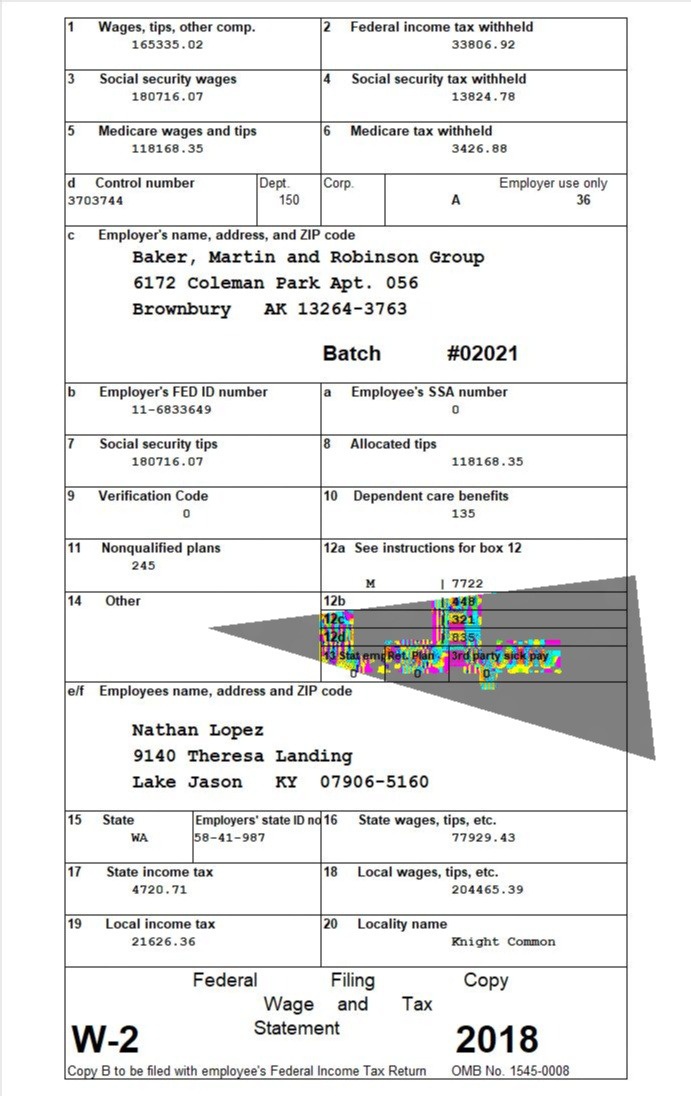 1 Wages, tips, other comp. 2 Federal income tax withheld
165335.02 33806.92
3 Social security wages 4 Social security tax withheld
180716.07 13824.78
5 Medicare wages and tips 6 Medicare tax withheld
118168.35 3426.88
d Control number Dept. Corp. Employer use only
3703744 150 A 36
c Employer's name, address, and ZIP code
Baker, Martin and Robinson Group
6172 Coleman Park Apt. 056
Brownbury AK 13264-3763
Batch #02021
b Employer's FED ID number a Employee's SSA number
11-6833649 0
7 Social security tips 8 Allocated tips
180716.07 118168.35
9 Verification Code 10 Dependent care benefits
0 135
11 Nonqualified plans 12a See instructions for box 12
245
M | 7722
14 Other 12b | 448
12c | 321
12d | 835
13 Stat emp Ret. Plan 3rd party sick pay
0 0 0
e/f Employees name, address and ZIP code
Nathan Lopez
9140 Theresa Landing
Lake Jason KY 07906-5160
15 State Employers' state ID no 16 State wages, tips, etc.
WA 58-41-987 77929.43
17 State income tax 18 Local wages, tips, etc.
4720.71 204465.39
19 Local income tax 20 Locality name
21626.36 Knight Common
Federal Filing Copy
Wage and Tax
Statement
W-2 2018
Copy B to be filed with employee's Federal Income Tax Return OMB No. 1545-0008